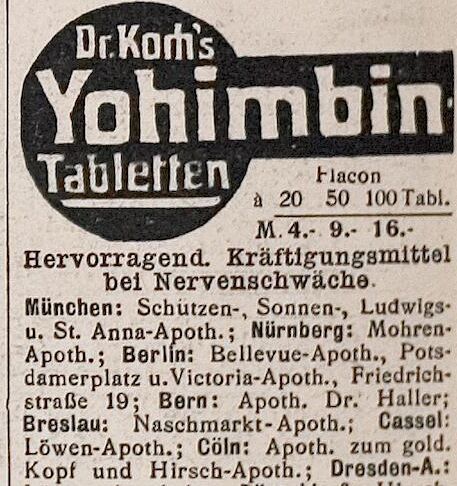 Dr. Koch's
Yohimbin-
Tabletten
Flacon
à 20 50 100 Tabl.
M. 4.- 9.- 16.-
Hervorragend. Kräftigungsmittel
bei Nervenschwäche.
München: Schützen-, Sonnen-, Ludwigs-
u. St. Anna-Apoth.; Nürnberg: Mohren-
Apoth.; Berlin: Bellevue-Apoth., Pots-
damerplatz u. Victoria-Apoth., Friedrich-
straße 19; Bern: Apoth. Dr. Haller;
Breslau: Naschmarkt-Apoth.; Cassel:
Löwen-Apoth.; Cöln: Apoth. zum gold.
Kopf und Hirsch-Apoth.; Dresden-A.: